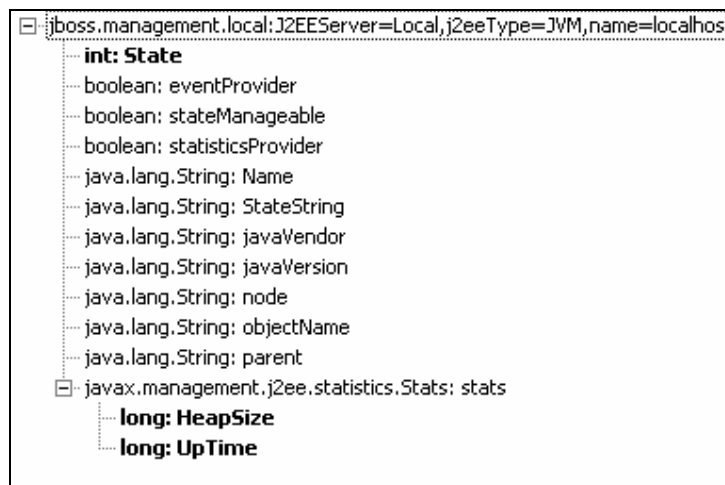 jboss.management.local:J2EEServer=Local,j2eeType=JVM,name=localhos
int: State
boolean: eventProvider
boolean: stateManageable
boolean: statisticsProvider
java.lang.String: Name
java.lang.String: StateString
java.lang.String: javaVendor
java.lang.String: javaVersion
java.lang.String: node
java.lang.String: objectName
java.lang.String: parent
javax.management.j2ee.statistics.Stats: stats
long: HeapSize
long: UpTime